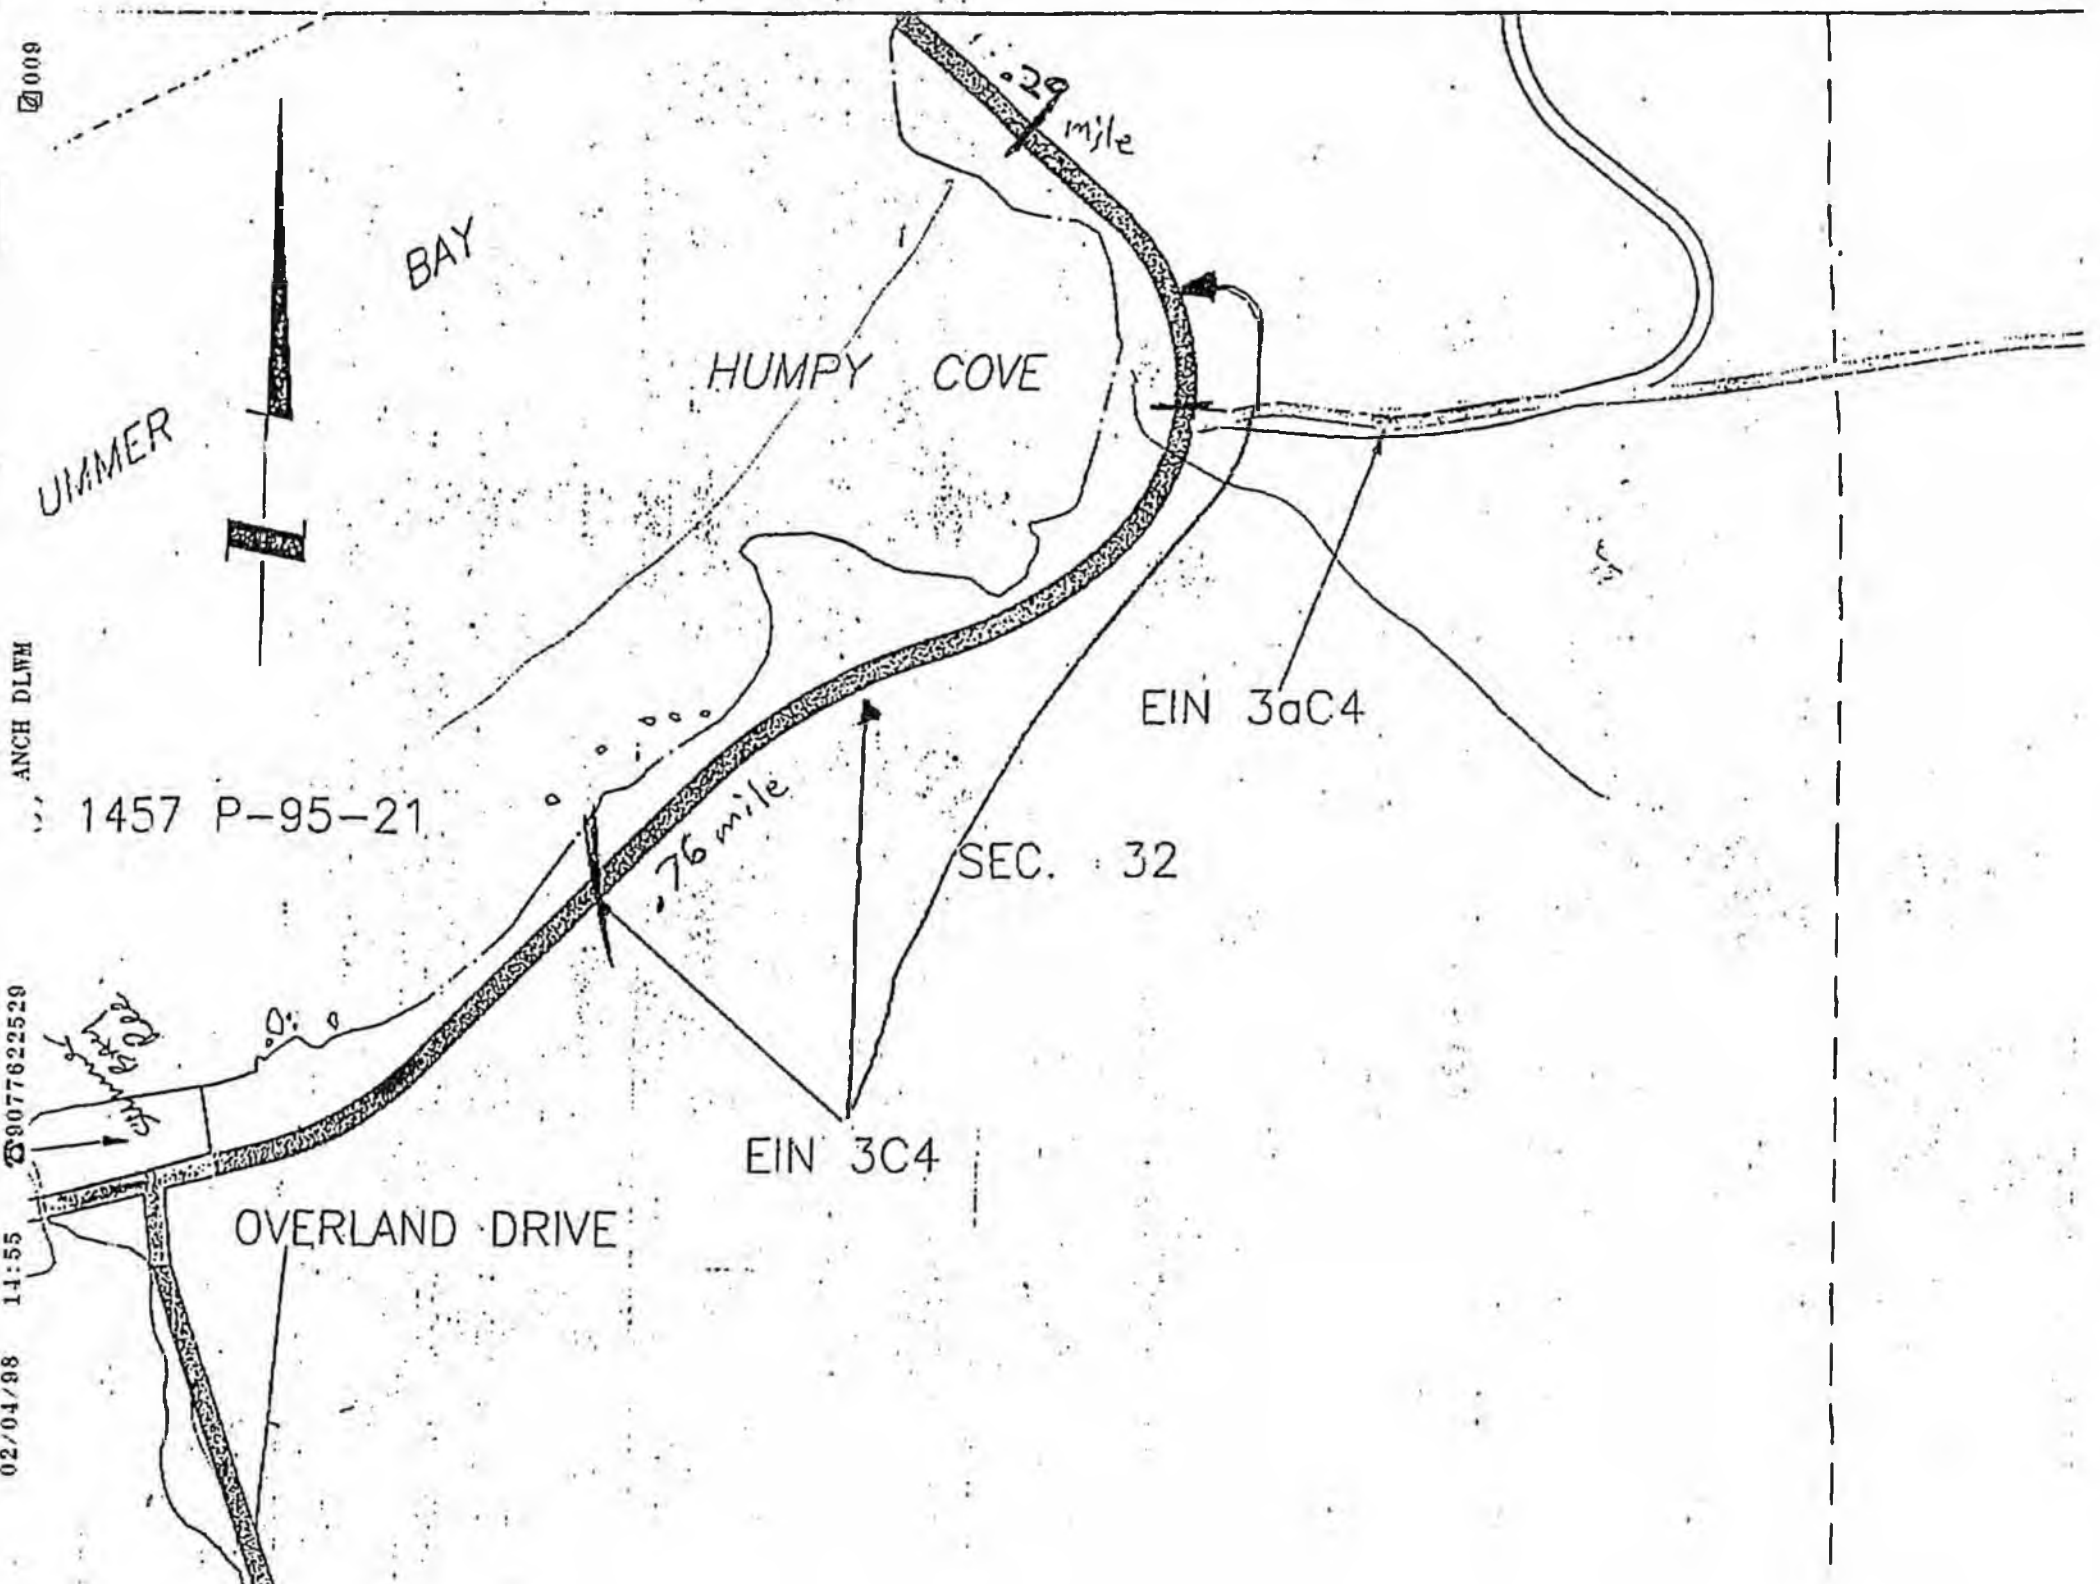 009
.29
mile
BAY
HUMPY COVE
UMMER
EIN 3aC4
ANCH DLWM
1457 P-95-21
.76 mile
SEC. 32
EIN 3C4
OVERLAND DRIVE
02/04/98 14:55 ☎9077622529